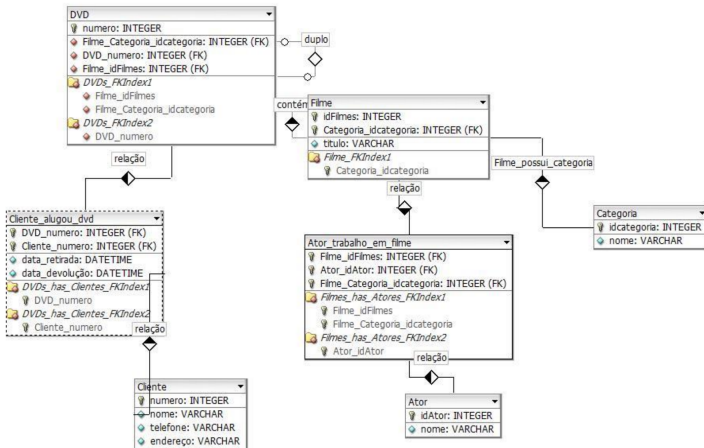 DVD
numero: INTEGER
Filme_Categoria_idcategoria: INTEGER (FK)
DVD_numero: INTEGER (FK)
Filme_idFilmes: INTEGER (FK)
DVDs_FKIndex1
Filme_idFilmes
Filme_Categoria_idcategoria
DVDs_FKIndex2
DVD_numero
duplo
contém
Filme
idFilmes: INTEGER
Categoria_idcategoria: INTEGER (FK)
titulo: VARCHAR
Filme_FKIndex1
Categoria_idcategoria
relação
relação
Filme_possui_categoria
Categoria
idcategoria: INTEGER
nome: VARCHAR
Cliente_alugou_dvd
DVD_numero: INTEGER (FK)
Cliente_numero: INTEGER (FK)
data_retirada: DATETIME
data_devolução: DATETIME
DVDs_has_Clientes_FKIndex1
DVD_numero
DVDs_has_Clientes_FKIndex2
Cliente_numero
relação
Ator_trabalho_em_filme
Filme_idFilmes: INTEGER (FK)
Ator_idAtor: INTEGER (FK)
Filme_Categoria_idcategoria: INTEGER (FK)
Filmes_has_Atores_FKIndex1
Filme_idFilmes
Filme_Categoria_idcategoria
Filmes_has_Atores_FKIndex2
Ator_idAtor
relação
Cliente
numero: INTEGER
nome: VARCHAR
telefone: VARCHAR
endereço: VARCHAR
Ator
idAtor: INTEGER
nome: VARCHAR